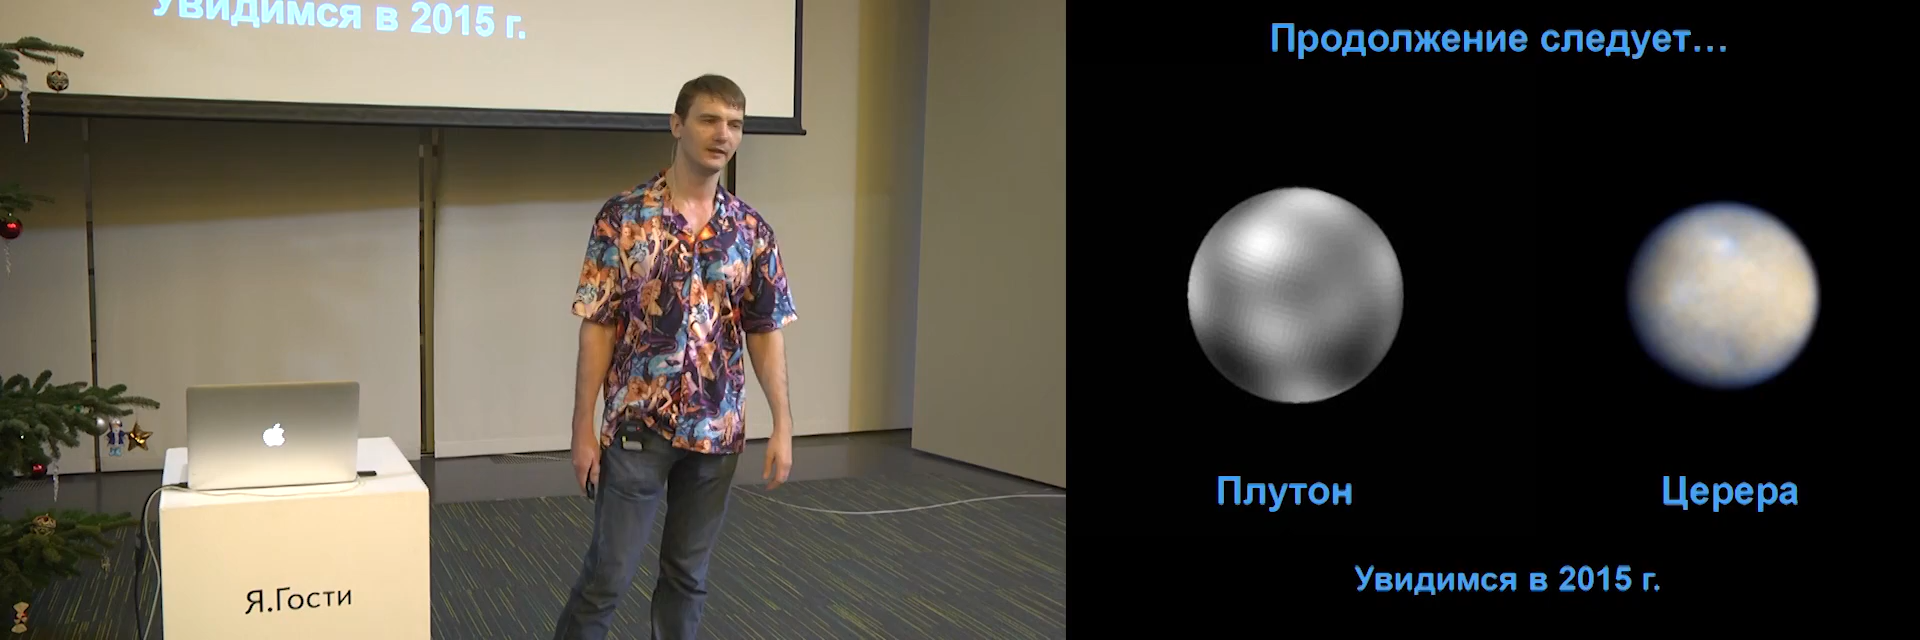 Увидимся в 2015 г.
Я.Гости
Продолжение следует...
Плутон
Церера
Увидимся в 2015 г.